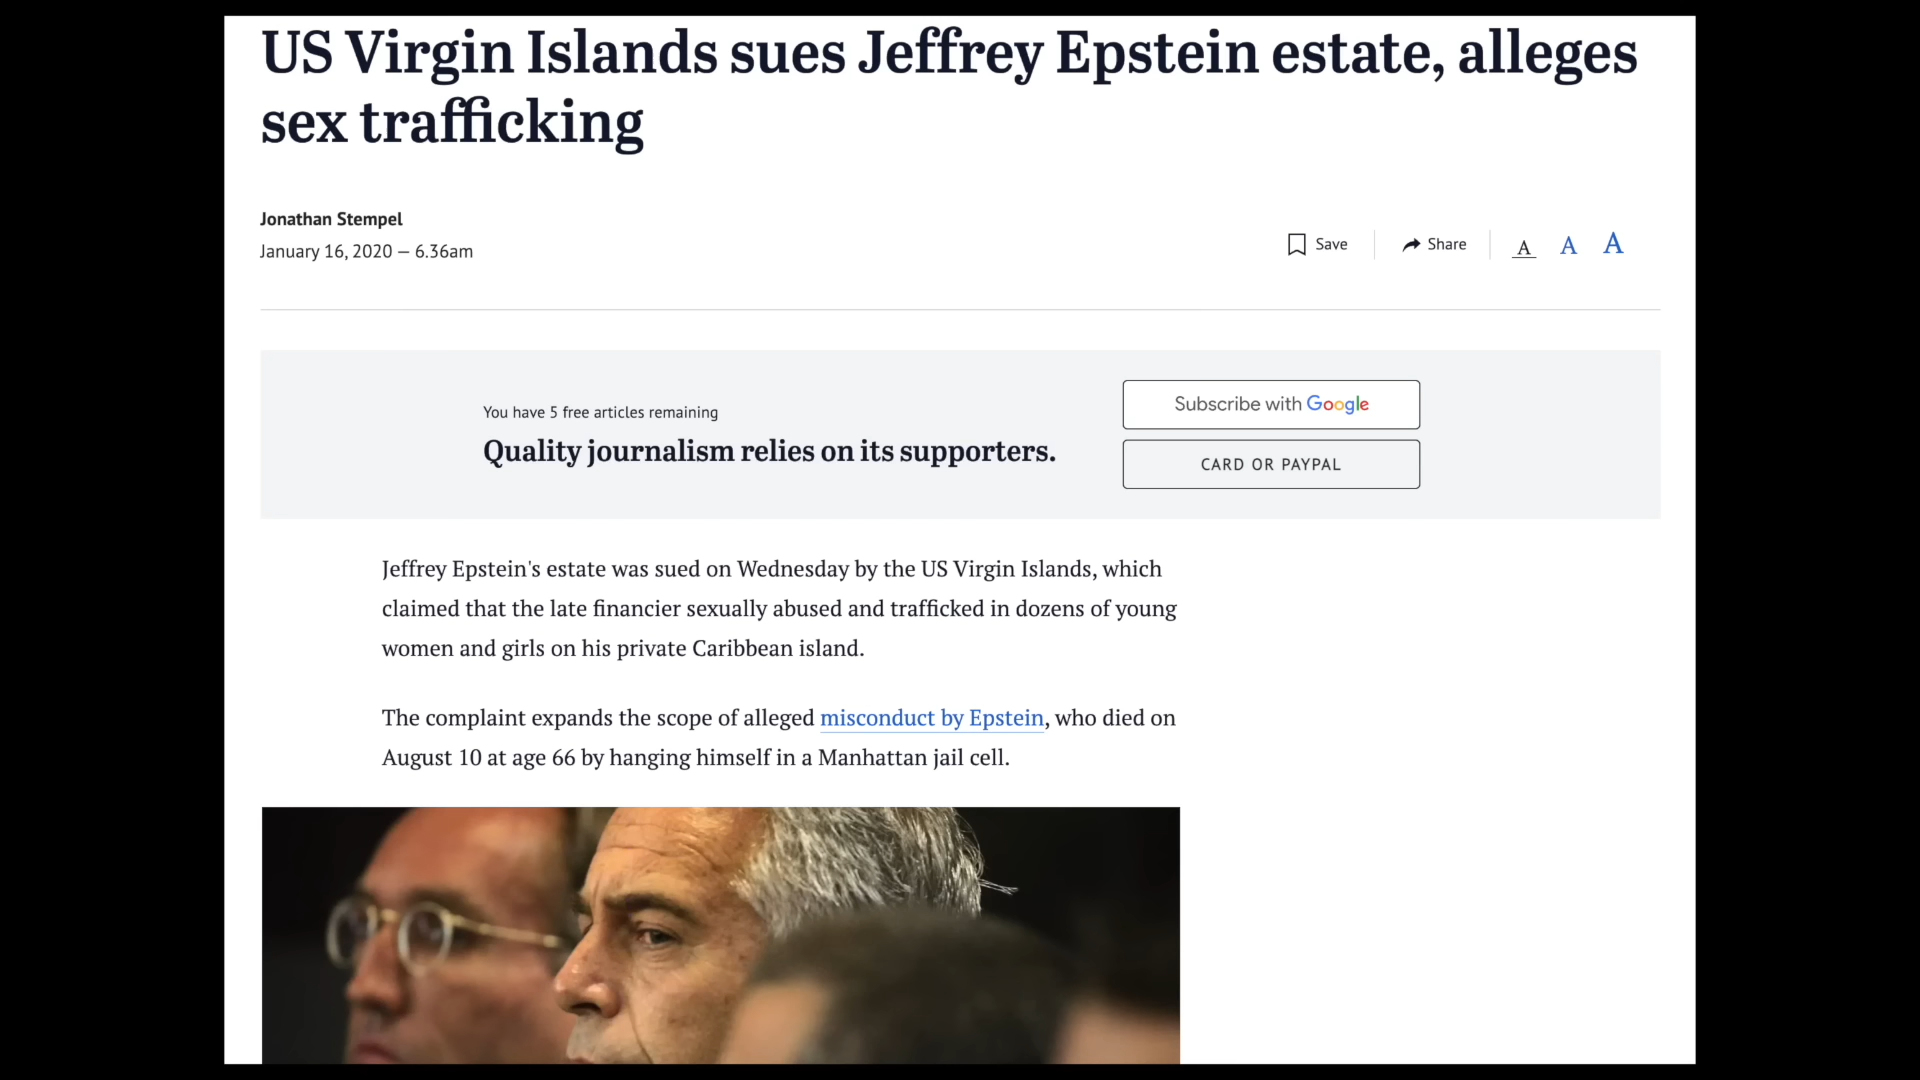 US Virgin Islands sues Jeffrey Epstein estate, alleges
sex trafficking
Jonathan Stempel
January 16, 2020 — 6.36am
Save
Share
A A A
You have 5 free articles remaining
Quality journalism relies on its supporters.
Subscribe with Google
CARD OR PAYPAL
Jeffrey Epstein's estate was sued on Wednesday by the US Virgin Islands, which
claimed that the late financier sexually abused and trafficked in dozens of young
women and girls on his private Caribbean island.
The complaint expands the scope of alleged misconduct by Epstein, who died on
August 10 at age 66 by hanging himself in a Manhattan jail cell.